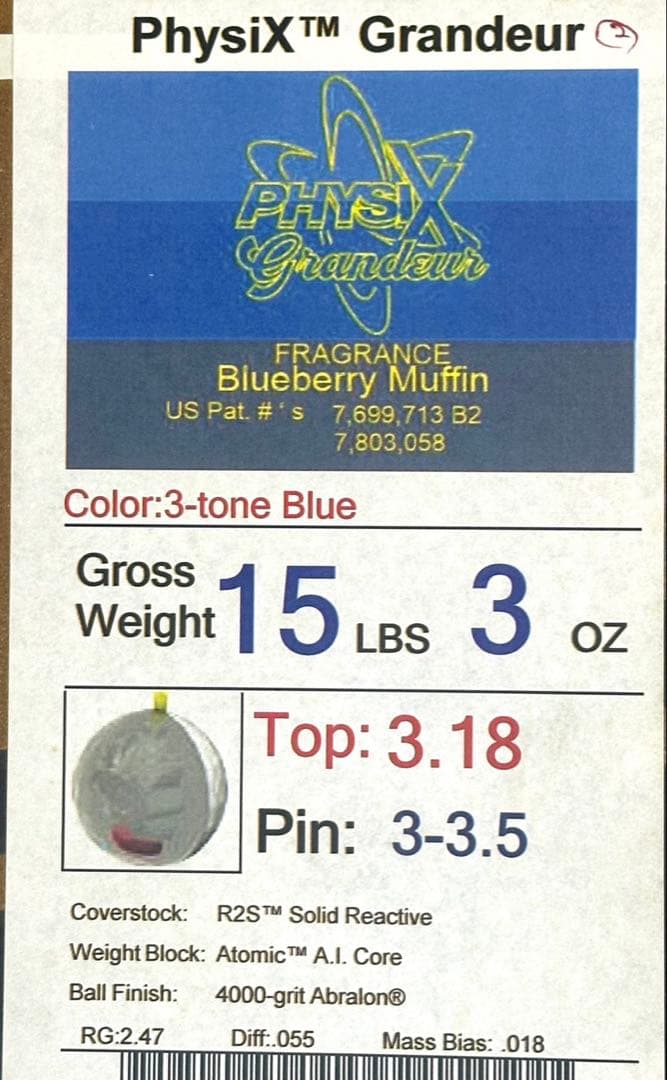 PhysiX™ Grandeur 2
PHYSIX
Grandeur
FRAGRANCE
Blueberry Muffin
US Pat. # ' s 7,699,713 B2
7,803,058
Color:3-tone Blue
Gross
Weight 15 LBS 3 OZ
Top: 3.18
Pin: 3-3.5
Coverstock: R2S™ Solid Reactive
Weight Block: Atomic™ A.I. Core
Ball Finish: 4000-grit Abralon®
RG:2.47 Diff:.055 Mass Bias: .018